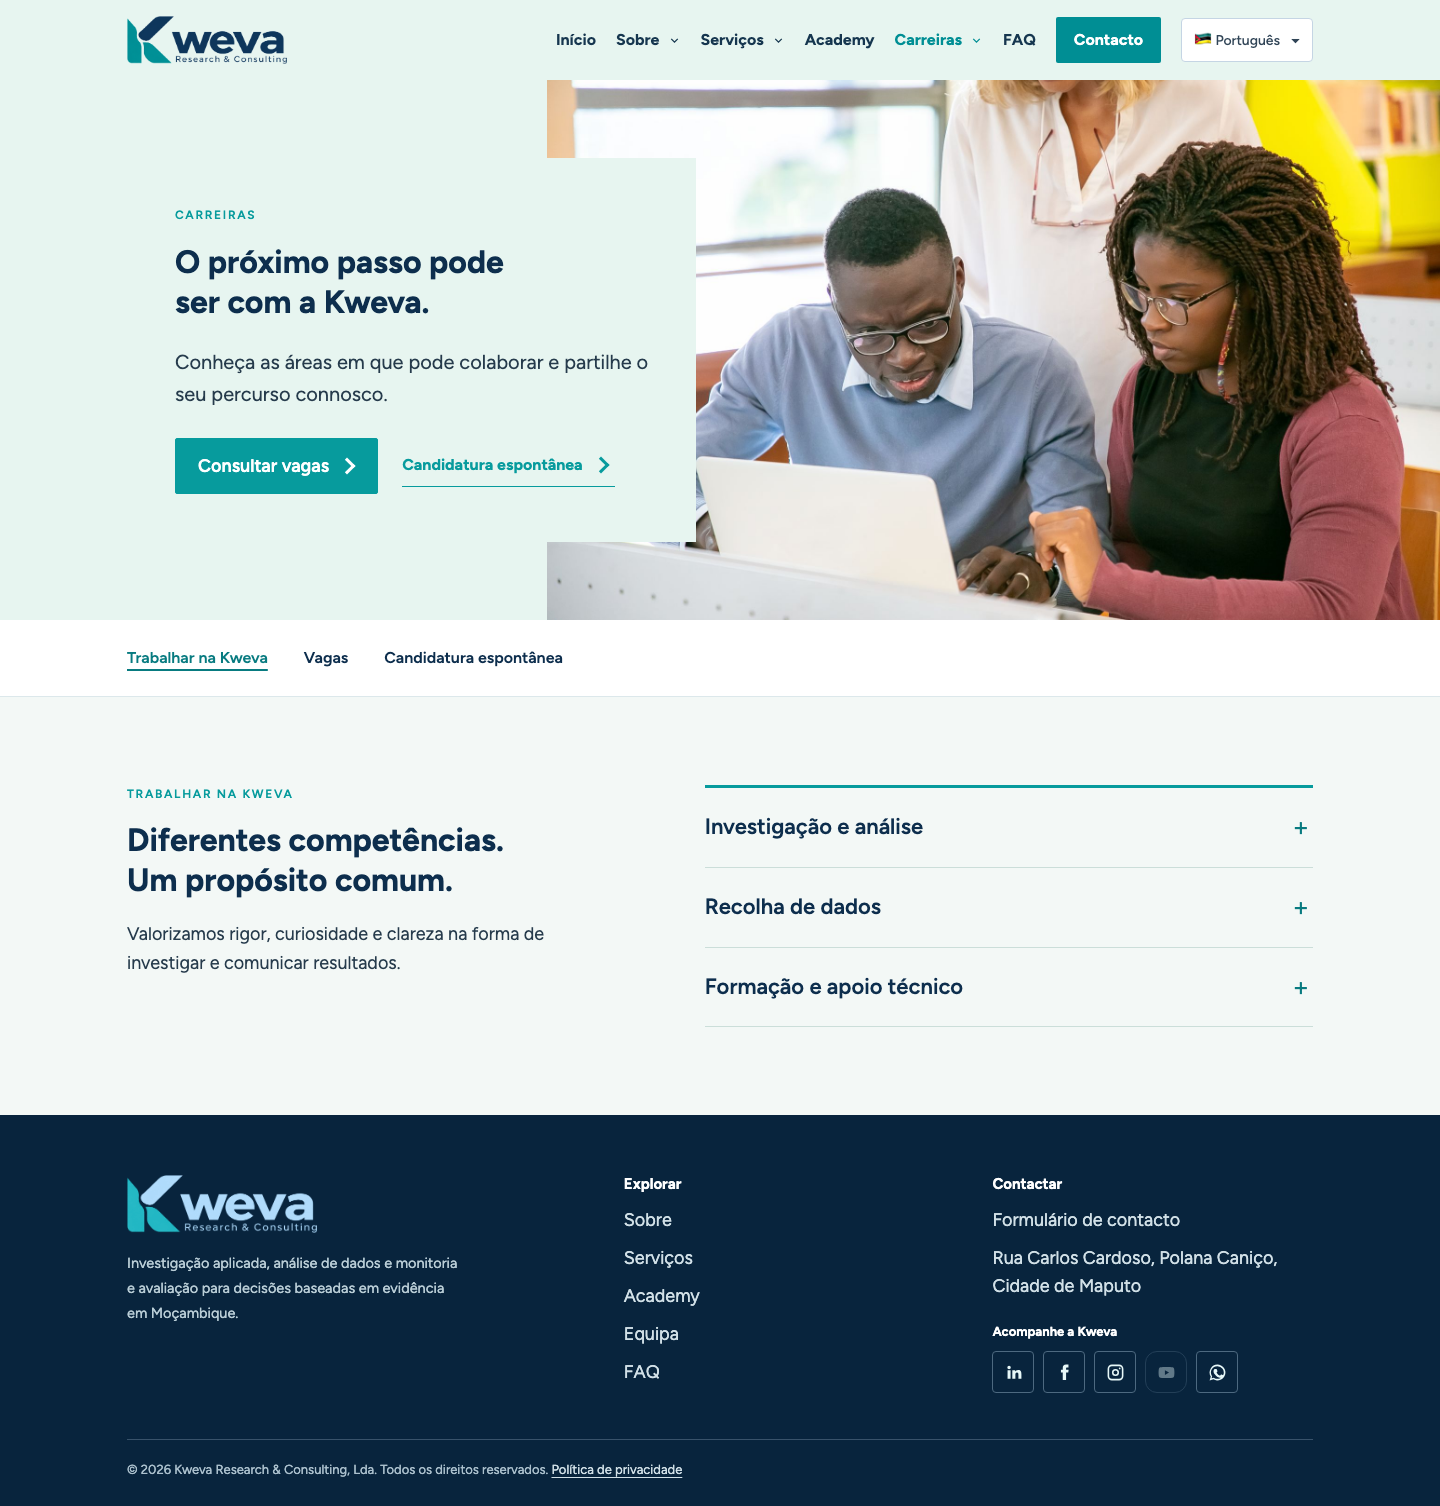 Kweva
Research & Consulting
Início
Sobre
Serviços
Academy
Carreiras
FAQ
Contacto
Português
CARREIRAS
O próximo passo pode
ser com a Kweva.
Conheça as áreas em que pode colaborar e partilhe o
seu percurso connosco.
Consultar vagas
Candidatura espontânea
Trabalhar na Kweva
Vagas
Candidatura espontânea
TRABALHAR NA KWEVA
Diferentes competências.
Um propósito comum.
Valorizamos rigor, curiosidade e clareza na forma de
investigar e comunicar resultados.
Investigação e análise
+
Recolha de dados
+
Formação e apoio técnico
+
Kweva
Research & Consulting
Investigação aplicada, análise de dados e monitoria
e avaliação para decisões baseadas em evidência
em Moçambique.
Explorar
Sobre
Serviços
Academy
Equipa
FAQ
Contactar
Formulário de contacto
Rua Carlos Cardoso, Polana Caniço,
Cidade de Maputo
Acompanhe a Kweva
© 2026 Kweva Research & Consulting, Lda. Todos os direitos reservados. Política de privacidade